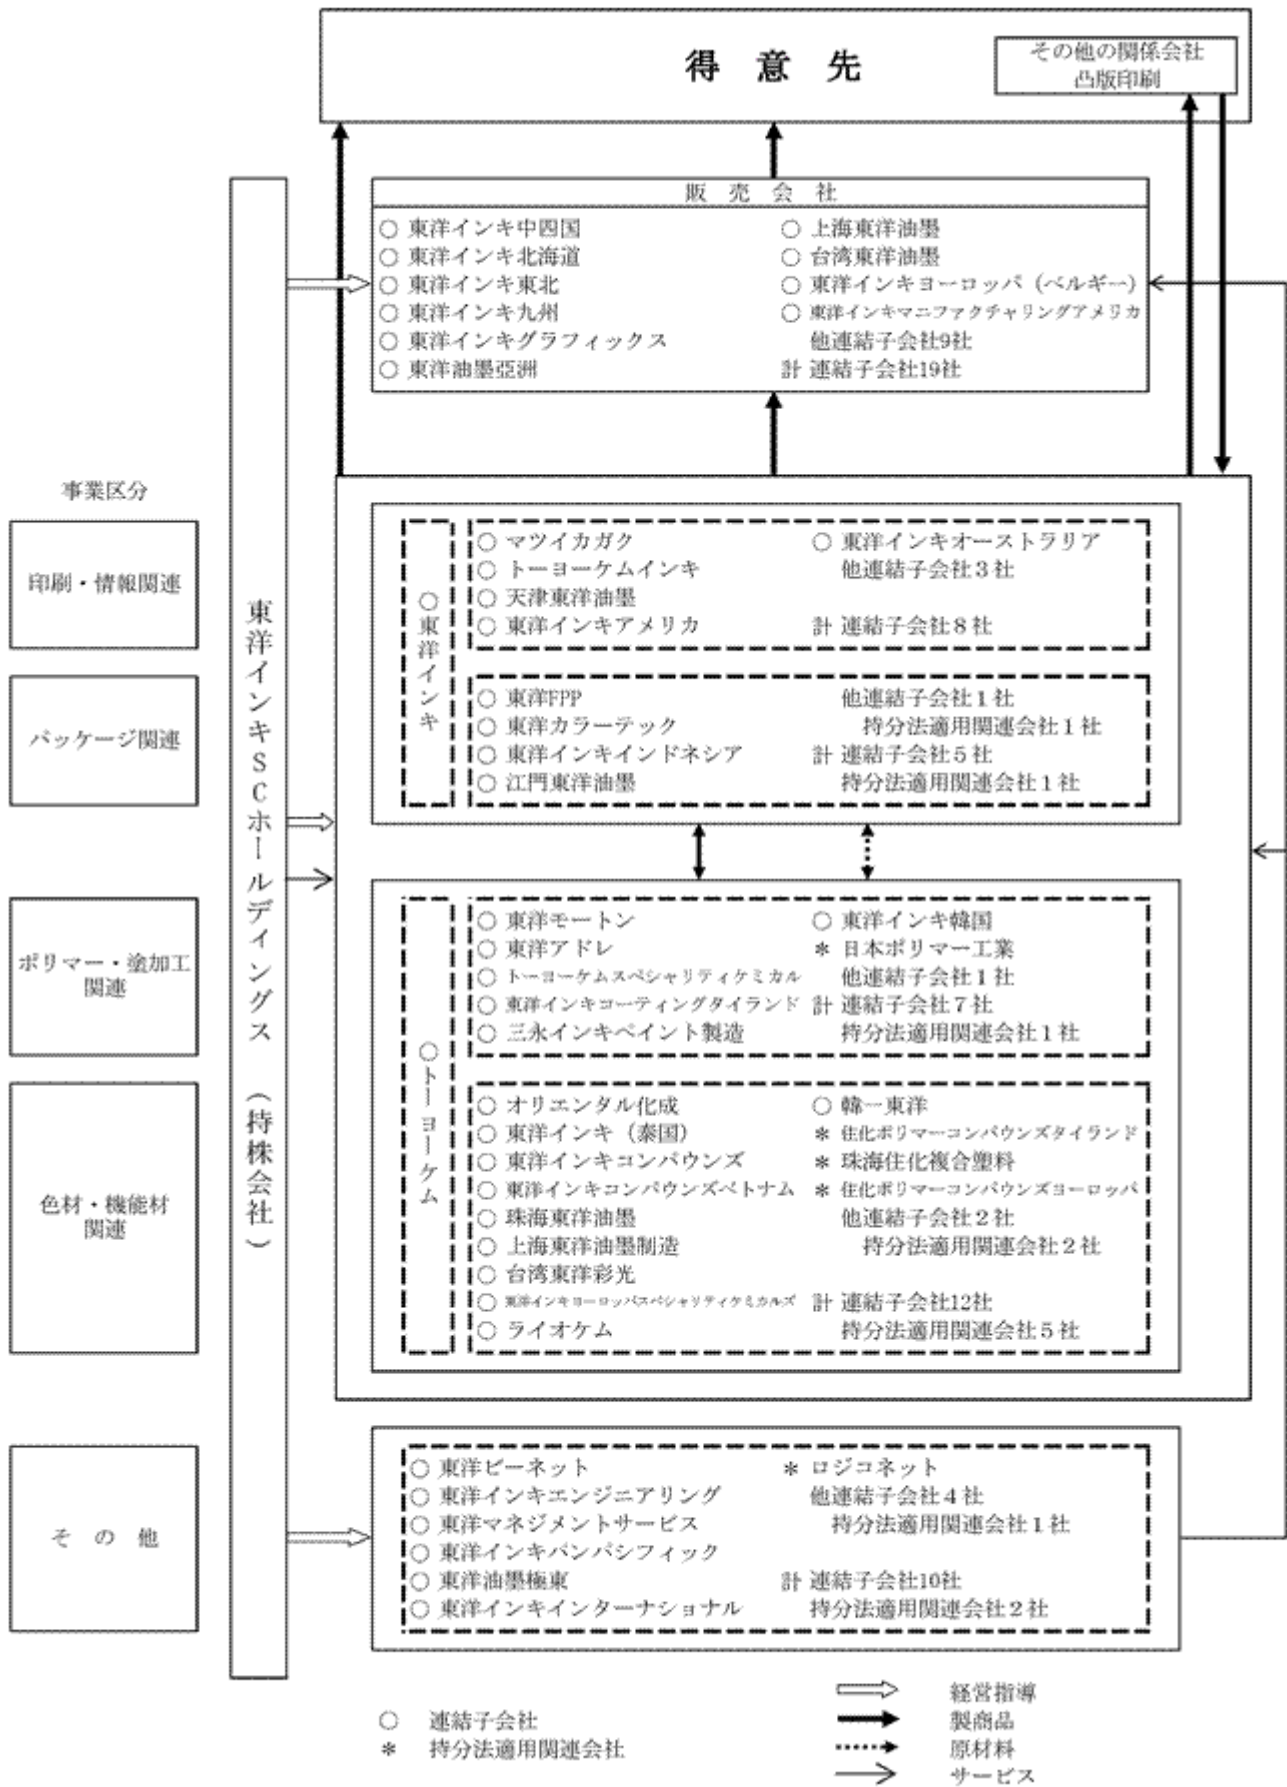 得意先
その他の関係会社
凸版印刷
販売会社
○ 東洋インキ中四国
○ 東洋インキ北海道
○ 東洋インキ東北
○ 東洋インキ九州
○ 東洋インキグラフィックス
○ 東洋油墨亞洲
○ 上海東洋油墨
○ 台湾東洋油墨
○ 東洋インキヨーロッパ（ベルギー）
○ 東洋インキマニファクチャリングアメリカ
他連結子会社9社
計 連結子会社19社
事業区分
印刷・情報関連
パッケージ関連
ポリマー・塗加工
関連
色材・機能材
関連
その他
東洋インキSCホールディングス（持株会社）
○東洋インキ
○ マツイカガク
○ トーヨーケムインキ
○ 天津東洋油墨
○ 東洋インキアメリカ
○ 東洋インキオーストラリア
他連結子会社３社
計 連結子会社８社
○ 東洋FPP
○ 東洋カラーテック
○ 東洋インキインドネシア
○ 江門東洋油墨
他連結子会社１社
持分法適用関連会社１社
計 連結子会社５社
持分法適用関連会社１社
○トーヨーケム
○ 東洋モートン
○ 東洋アドレ
○ トーヨーケムスペシャリティケミカル
○ 東洋インキコーティングタイランド
○ 三永インキペイント製造
○ 東洋インキ韓国
＊ 日本ポリマー工業
他連結子会社１社
計 連結子会社７社
持分法適用関連会社１社
○ オリエンタル化成
○ 東洋インキ（泰国）
○ 東洋インキコンパウンズ
○ 東洋インキコンパウンズベトナム
○ 珠海東洋油墨
○ 上海東洋油墨制造
○ 台湾東洋彩光
○ 東洋インキヨーロッパスペシャリティケミカルズ
○ ライオケム
○ 韓一東洋
＊ 住化ポリマーコンパウンズタイランド
＊ 珠海住化複合塑料
＊ 住化ポリマーコンパウンズヨーロッパ
他連結子会社２社
持分法適用関連会社２社
計 連結子会社12社
持分法適用関連会社５社
○ 東洋ビーネット
○ 東洋インキエンジニアリング
○ 東洋マネジメントサービス
○ 東洋インキパンパシフィック
○ 東洋油墨極東
○ 東洋インキインターナショナル
＊ ロジコネット
他連結子会社４社
持分法適用関連会社１社
計 連結子会社10社
持分法適用関連会社２社
○ 連結子会社
＊ 持分法適用関連会社
経営指導
製商品
原材料
サービス